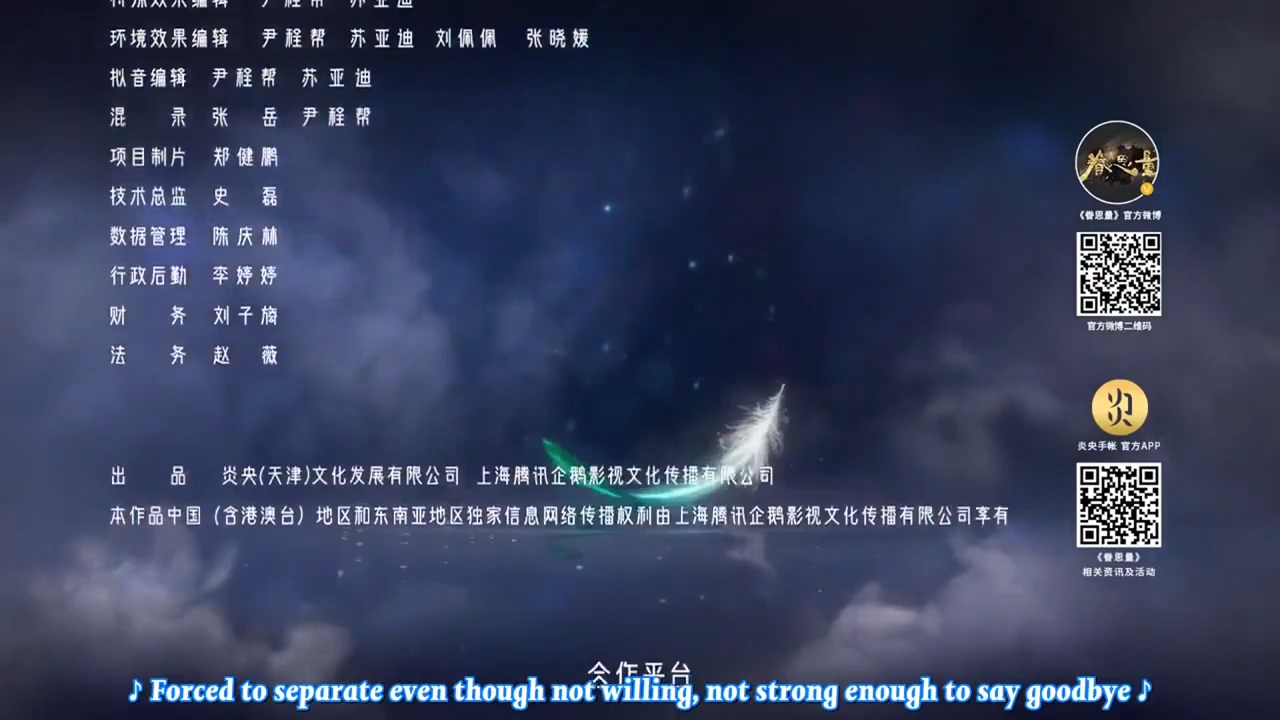 环境效果编辑 尹程帮 苏亚迪 刘佩佩 张晓媛
拟音编辑 尹程帮 苏亚迪
混 录 张 岳 尹程帮
项目制片 郑健鹏
技术总监 史 磊
数据管理 陈庆林
行政后勤 李婷婷
财 务 刘子旖
法 务 赵 薇
出 品 炎央(天津)文化发展有限公司 上海腾讯企鹅影视文化传播有限公司
本作品中国（含港澳台）地区和东南亚地区独家信息网络传播权利由上海腾讯企鹅影视文化传播有限公司享有
合作平台
♪ Forced to separate even though not willing, not strong enough to say goodbye ♪
眷思量
《眷思量》官方微博
官方微博二维码
炎央手帐 官方APP
《眷思量》
相关资讯及活动